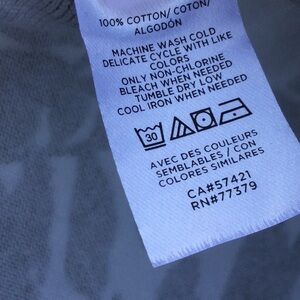 100% COTTON/ COTON/
ALGODÓN
MACHINE WASH COLD
DELICATE CYCLE WITH LIKE
COLORS
ONLY NON-CHLORINE
BLEACH WHEN NEEDED
TUMBLE DRY LOW
COOL IRON WHEN NEEDED
30
AVEC DES COULEURS
SEMBLABLES / CON
COLORES SIMILARES
CA#57421
RN#77379